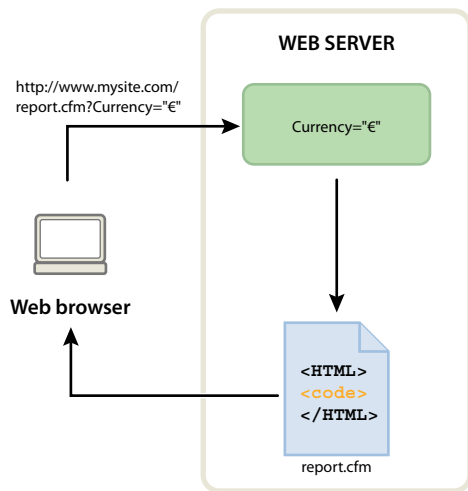 WEB SERVER
http://www.mysite.com/
report.cfm?Currency="€"
Currency="€"
Web browser
<HTML>
<code>
</HTML>
report.cfm